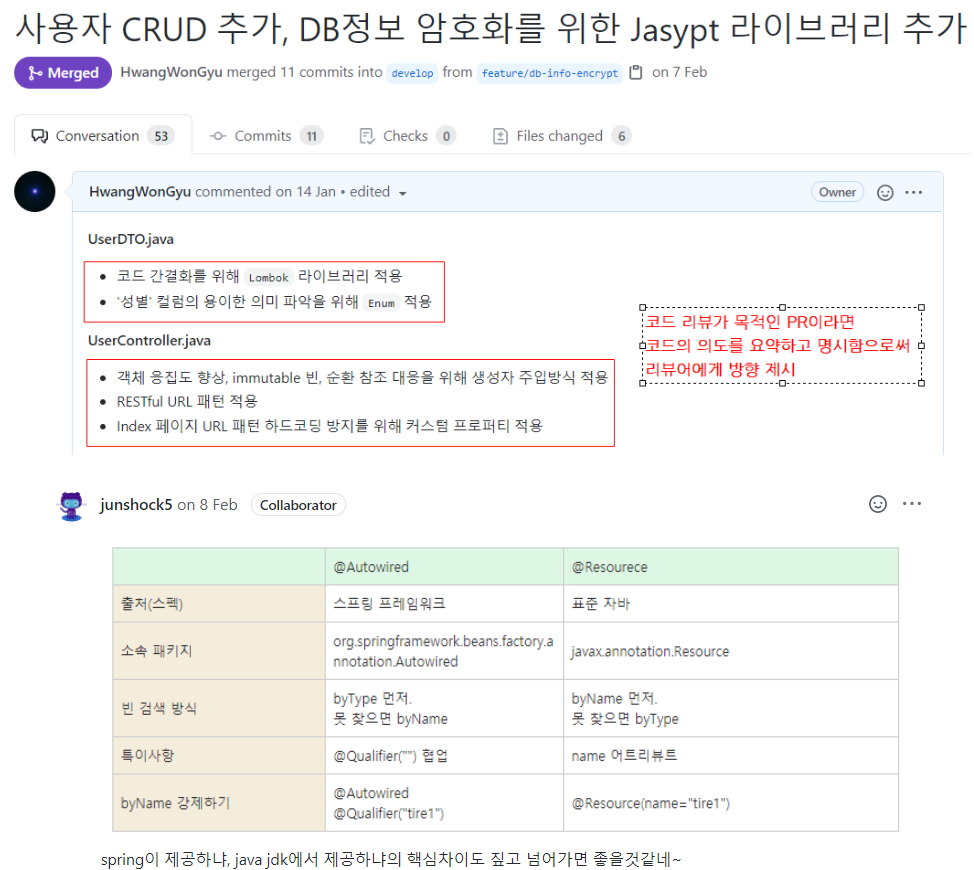 사용자 CRUD 추가, DB정보 암호화를 위한 Jasypt 라이브러리 추가
Merged HwangWonGyu merged 11 commits into develop from feature/db-info-encrypt on 7 Feb
Conversation 53 Commits 11 Checks 0 Files changed 6
HwangWonGyu commented on 14 Jan • edited Owner
UserDTO.java
• 코드 간결화를 위해 Lombok 라이브러리 적용
• '성별' 컬럼의 용이한 의미 파악을 위해 Enum 적용
UserController.java
• 객체 응집도 향상, immutable 빈, 순환 참조 대응을 위해 생성자 주입방식 적용
• RESTful URL 패턴 적용
• Index 페이지 URL 패턴 하드코딩 방지를 위해 커스텀 프로퍼티 적용
코드 리뷰가 목적인 PR이라면
코드의 의도를 요약하고 명시함으로써
리뷰어에게 방향 제시
junshock5 on 8 Feb Collaborator
@Autowired @Resourece
출저(스펙) 스프링 프레임워크 표준 자바
소속 패키지 org.springframework.beans.factory.a
nnotation.Autowired javax.annotation.Resource
빈 검색 방식 byType 먼저.
못 찾으면 byName byName 먼저.
못 찾으면 byType
특이사항 @Qualifier("") 협업 name 어트리뷰트
byName 강제하기 @Autowired
@Qualifier("tire1") @Resource(name="tire1")
spring이 제공하냐, java jdk에서 제공하냐의 핵심차이도 짚고 넘어가면 좋을것같네~